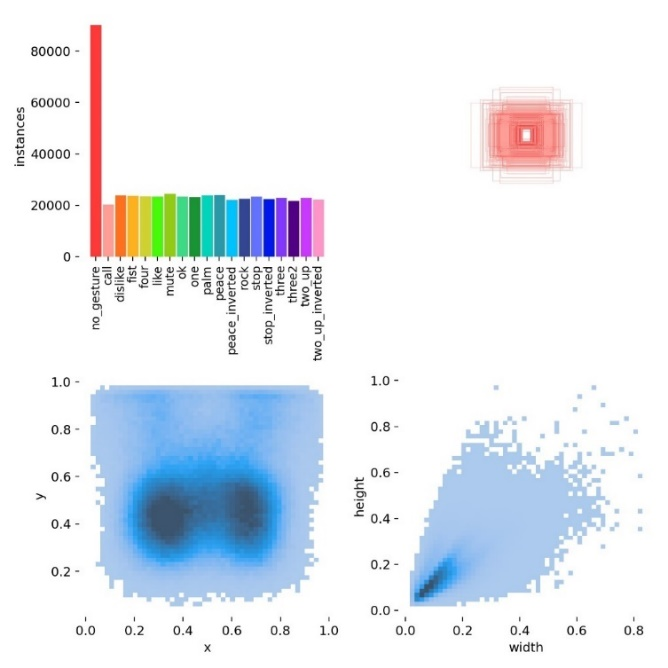 instances
80000
60000
40000
20000
0
no_gesture
call
dislike
fist
four
like
mute
ok
one
palm
peace
peace_inverted
rock
stop
stop_inverted
three
three2
two_up
two_up_inverted
y
1.0
0.8
0.6
0.4
0.2
0.0 0.2 0.4 0.6 0.8 1.0
x
height
1.0
0.8
0.6
0.4
0.2
0.0
0.0 0.2 0.4 0.6 0.8
width